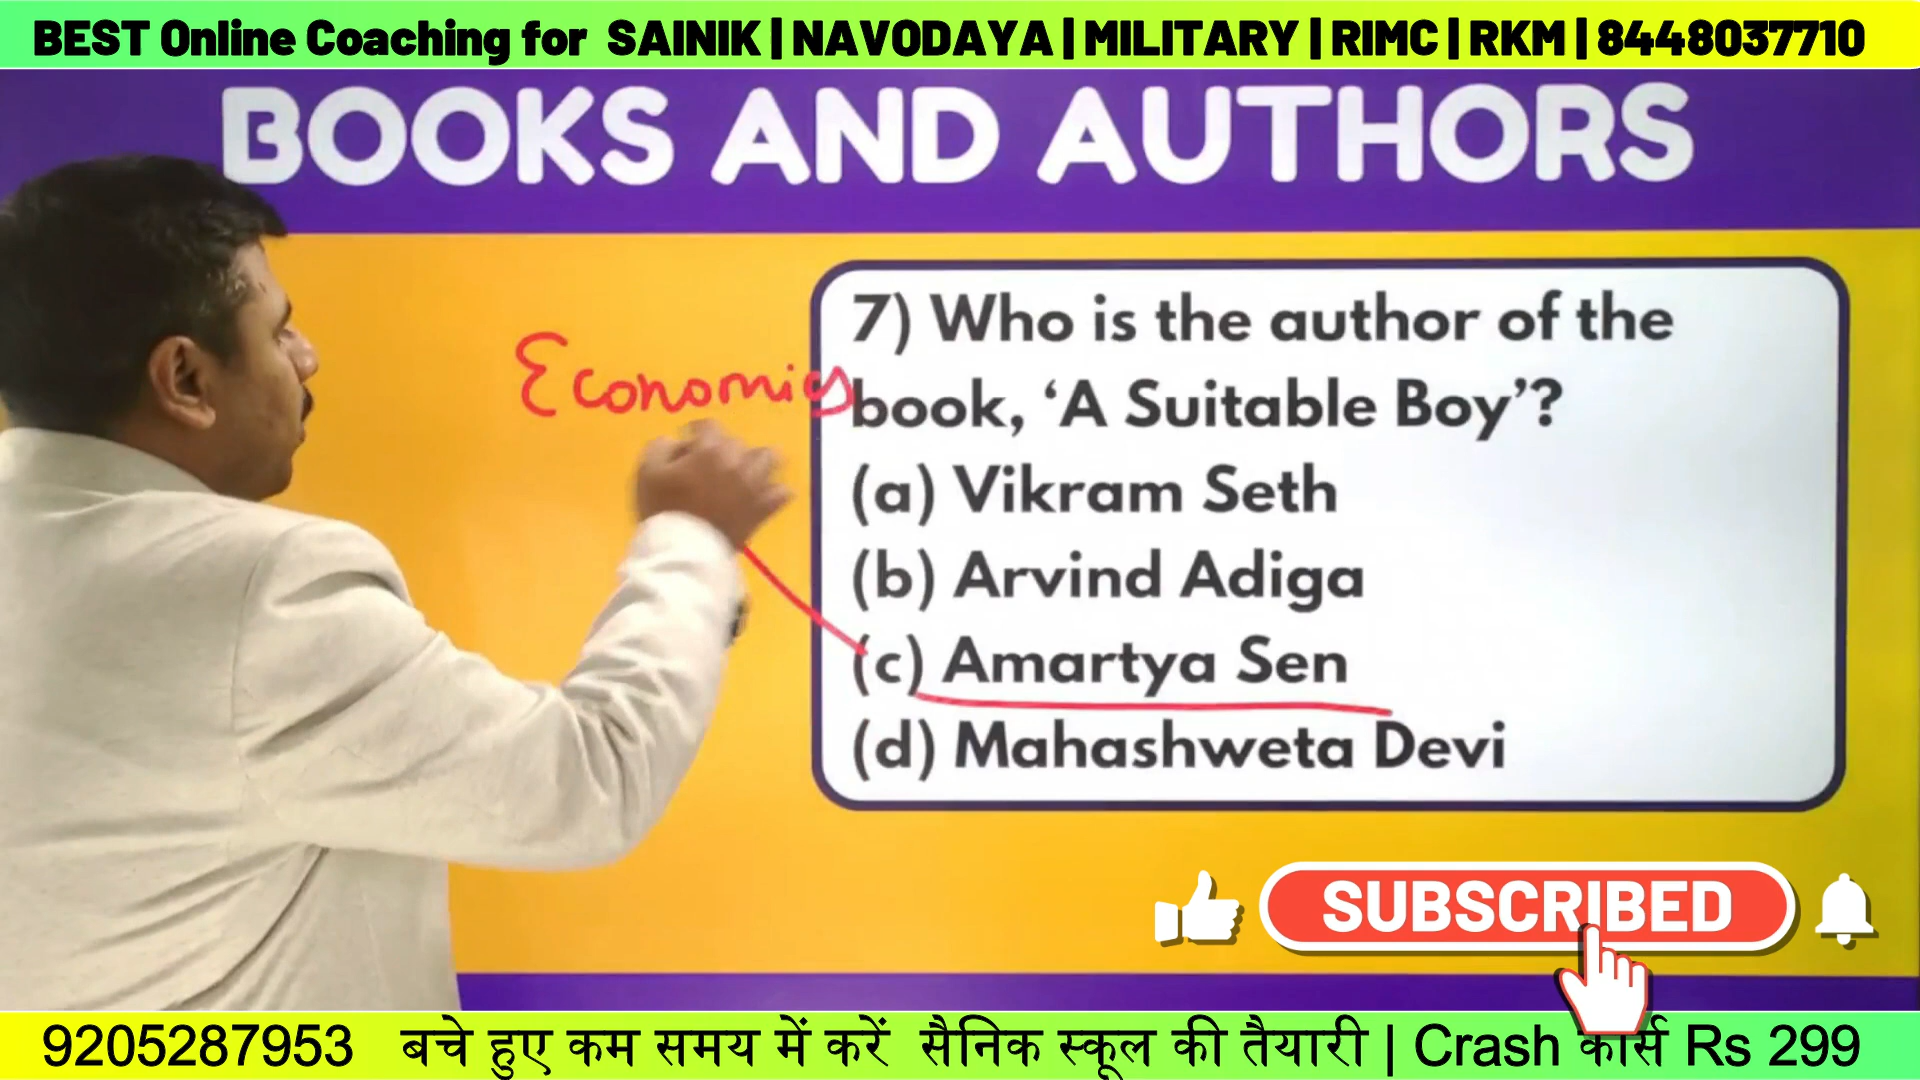 BEST Online Coaching for SAINIK | NAVODAYA | MILITARY | RIMC | RKM | 8448037710
BOOKS AND AUTHORS
Economics
7) Who is the author of the
book, ‘A Suitable Boy’?
(a) Vikram Seth
(b) Arvind Adiga
(c) Amartya Sen
(d) Mahashweta Devi
SUBSCRIBED
9205287953 बचे हुए कम समय में करें सैनिक स्कूल की तैयारी | Crash कोर्स Rs 299